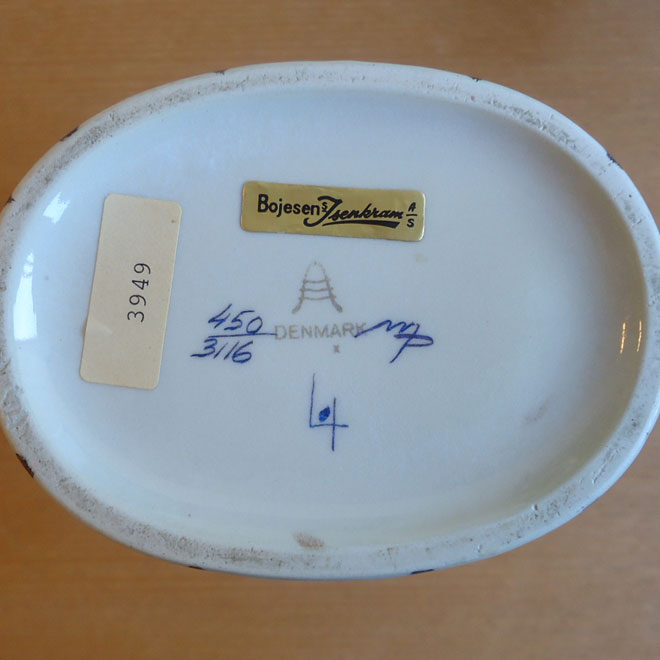 Bojesens Isenkram A/S
3949
450
3116
DENMARK
x